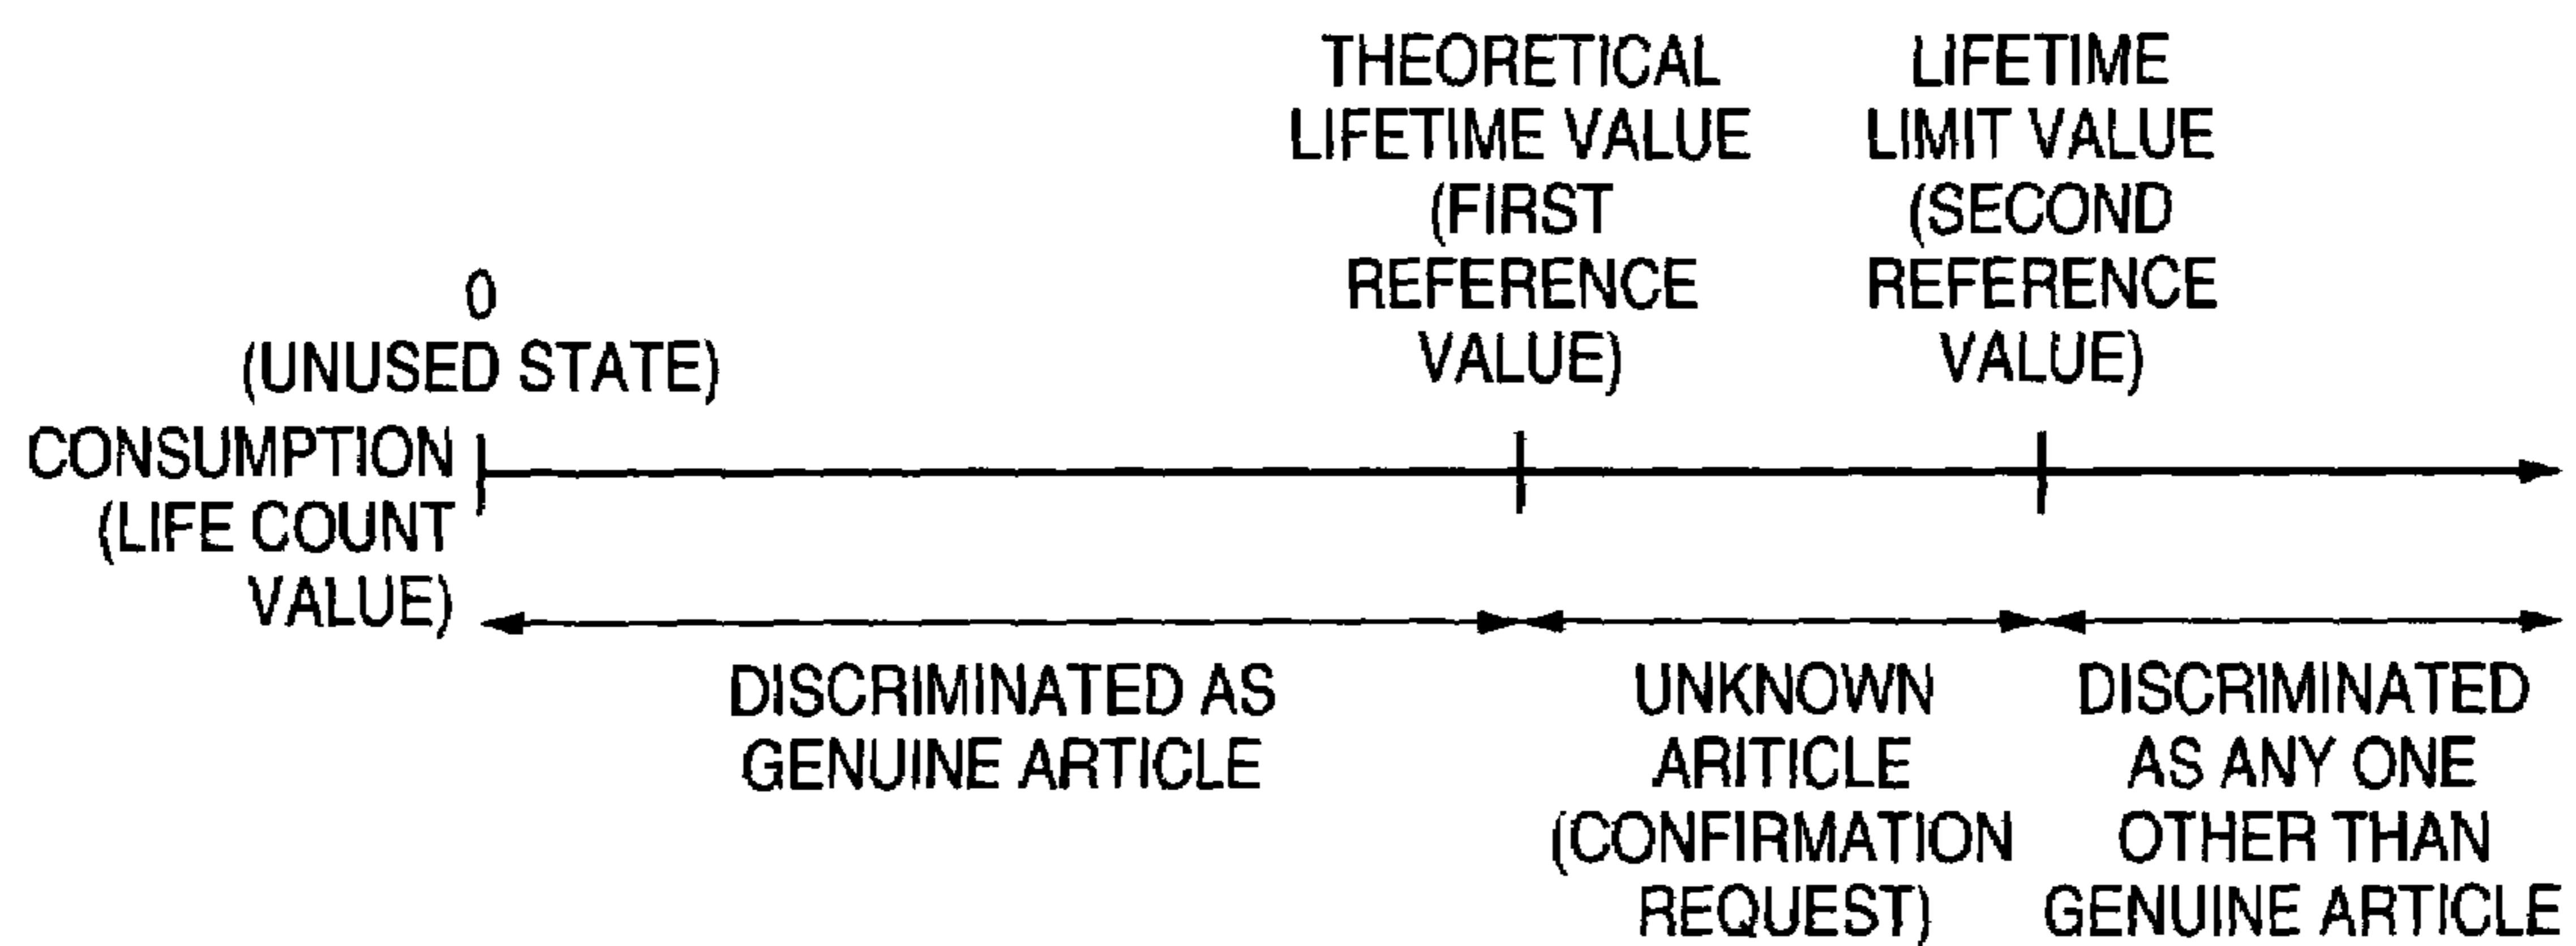 THEORETICAL
LIFETIME VALUE
(FIRST
REFERENCE
VALUE)
LIFETIME
LIMIT VALUE
(SECOND
REFERENCE
VALUE)
0
(UNUSED STATE)
CONSUMPTION
(LIFE COUNT
VALUE)
DISCRIMINATED AS
GENUINE ARTICLE
UNKNOWN
ARITICLE
(CONFIRMATION
REQUEST)
DISCRIMINATED
AS ANY ONE
OTHER THAN
GENUINE ARTICLE